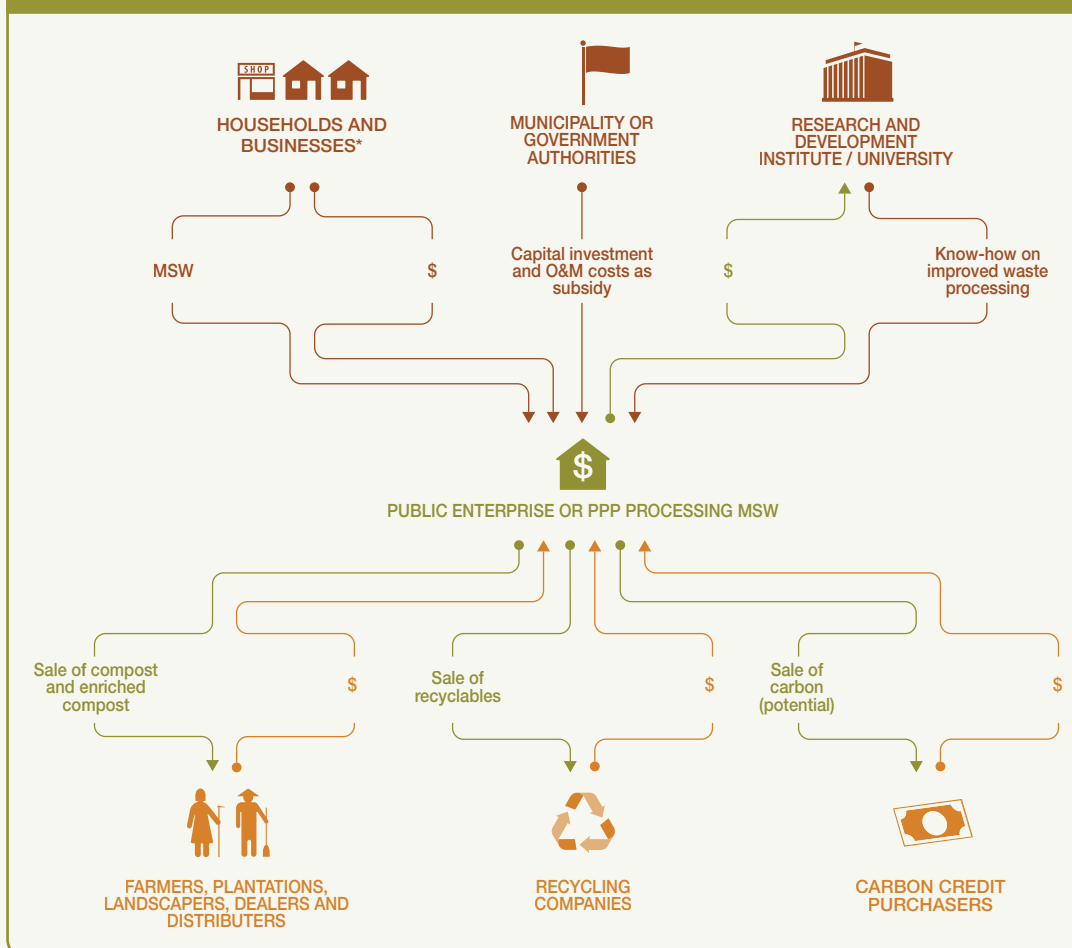 SHOP
HOUSEHOLDS AND
BUSINESSES*
MUNICIPALITY OR
GOVERNMENT
AUTHORITIES
RESEARCH AND
DEVELOPMENT
INSTITUTE / UNIVERSITY
MSW
$
Capital investment
and O&M costs as
subsidy
$
Know-how on
improved waste
processing
$
PUBLIC ENTERPRISE OR PPP PROCESSING MSW
Sale of compost
and enriched
compost
$
Sale of
recyclables
$
Sale of
carbon
(potential)
$
FARMERS, PLANTATIONS,
LANDSCAPERS, DEALERS AND
DISTRIBUTERS
RECYCLING
COMPANIES
CARBON CREDIT
PURCHASERS